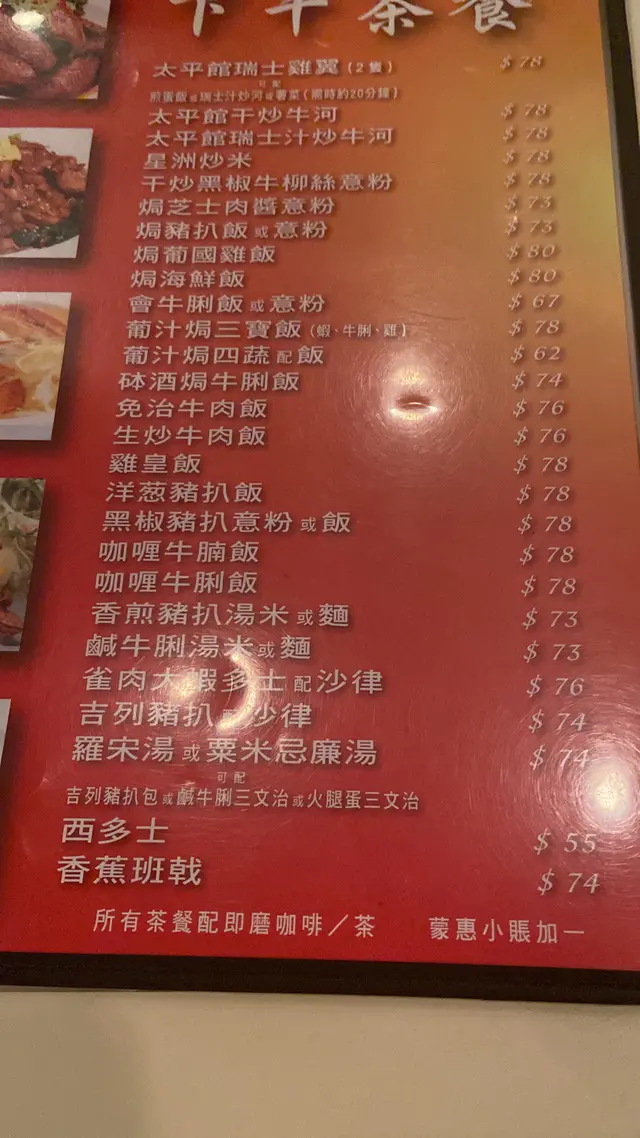 下午茶餐
太平館瑞士雞翼(2隻) $78
可配
煎蛋飯或瑞士汁炒河或薯菜(需時約20分鐘)
太平館干炒牛河 $78
太平館瑞士汁炒牛河 $78
星洲炒米 $78
干炒黑椒牛柳絲意粉 $78
焗芝士肉醬意粉 $73
焗豬扒飯或意粉 $73
焗葡國雞飯 $80
焗海鮮飯 $80
會牛脷飯或意粉 $67
葡汁焗三寶飯(蝦、牛脷、雞) $78
葡汁焗四蔬配飯 $62
砵酒焗牛脷飯 $74
免治牛肉飯 $76
生炒牛肉飯 $76
雞皇飯 $78
洋葱豬扒飯 $78
黑椒豬扒意粉或飯 $78
咖喱牛腩飯 $78
咖喱牛脷飯 $78
香煎豬扒湯米或麵 $73
鹹牛脷湯米或麵 $73
雀肉大蝦多士配沙律 $76
吉列豬扒配沙律 $74
羅宋湯或粟米忌廉湯 $74
可配
吉列豬扒包或鹹牛脷三文治或火腿蛋三文治
西多士 $55
香蕉班戟 $74
所有茶餐配即磨咖啡／茶 蒙惠小賬加一